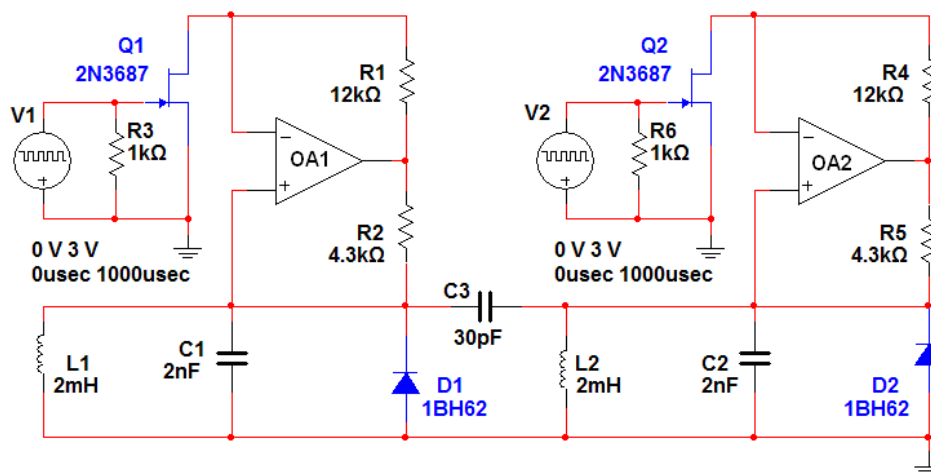 Q1
2N3687
V1
R3
1kΩ
−
+
OA1
R1
12kΩ
R2
4.3kΩ
+
0 V 3 V
0usec 1000usec
Q2
2N3687
V2
R6
1kΩ
−
+
OA2
R4
12kΩ
R5
4.3kΩ
+
0 V 3 V
0usec 1000usec
C3
30pF
L1
2mH
C1
2nF
D1
1BH62
L2
2mH
C2
2nF
D2
1BH62